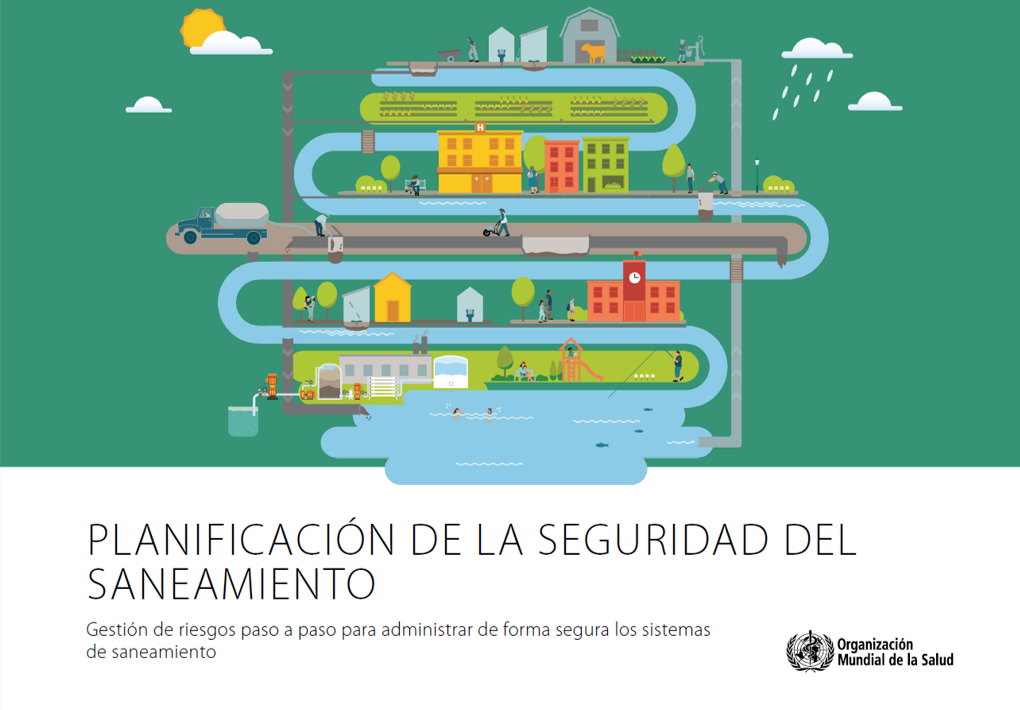 H
PLANIFICACIÓN DE LA SEGURIDAD DEL
SANEAMIENTO
Gestión de riesgos paso a paso para administrar de forma segura los sistemas
de saneamiento
Organización
Mundial de la Salud